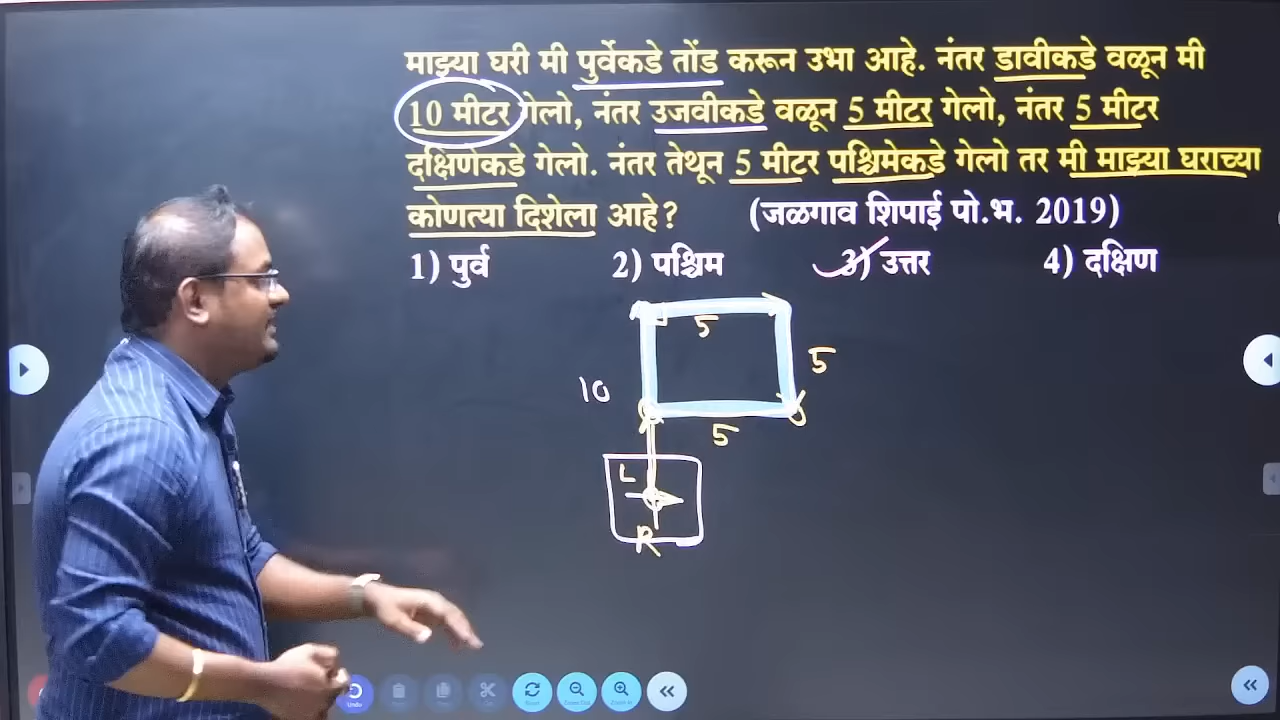 माझ्या घरी मी पुर्वेकडे तोंड करून उभा आहे. नंतर डावीकडे वळून मी
10 मीटर गेलो, नंतर उजवीकडे वळून 5 मीटर गेलो, नंतर 5 मीटर
दक्षिणेकडे गेलो. नंतर तेथून 5 मीटर पश्चिमेकडे गेलो तर मी माझ्या घराच्या
कोणत्या दिशेला आहे? (जळगाव शिपाई पो.भ. 2019)
1) पुर्व 2) पश्चिम 3) उत्तर 4) दक्षिण
5
5
10
5
L
R
Undo